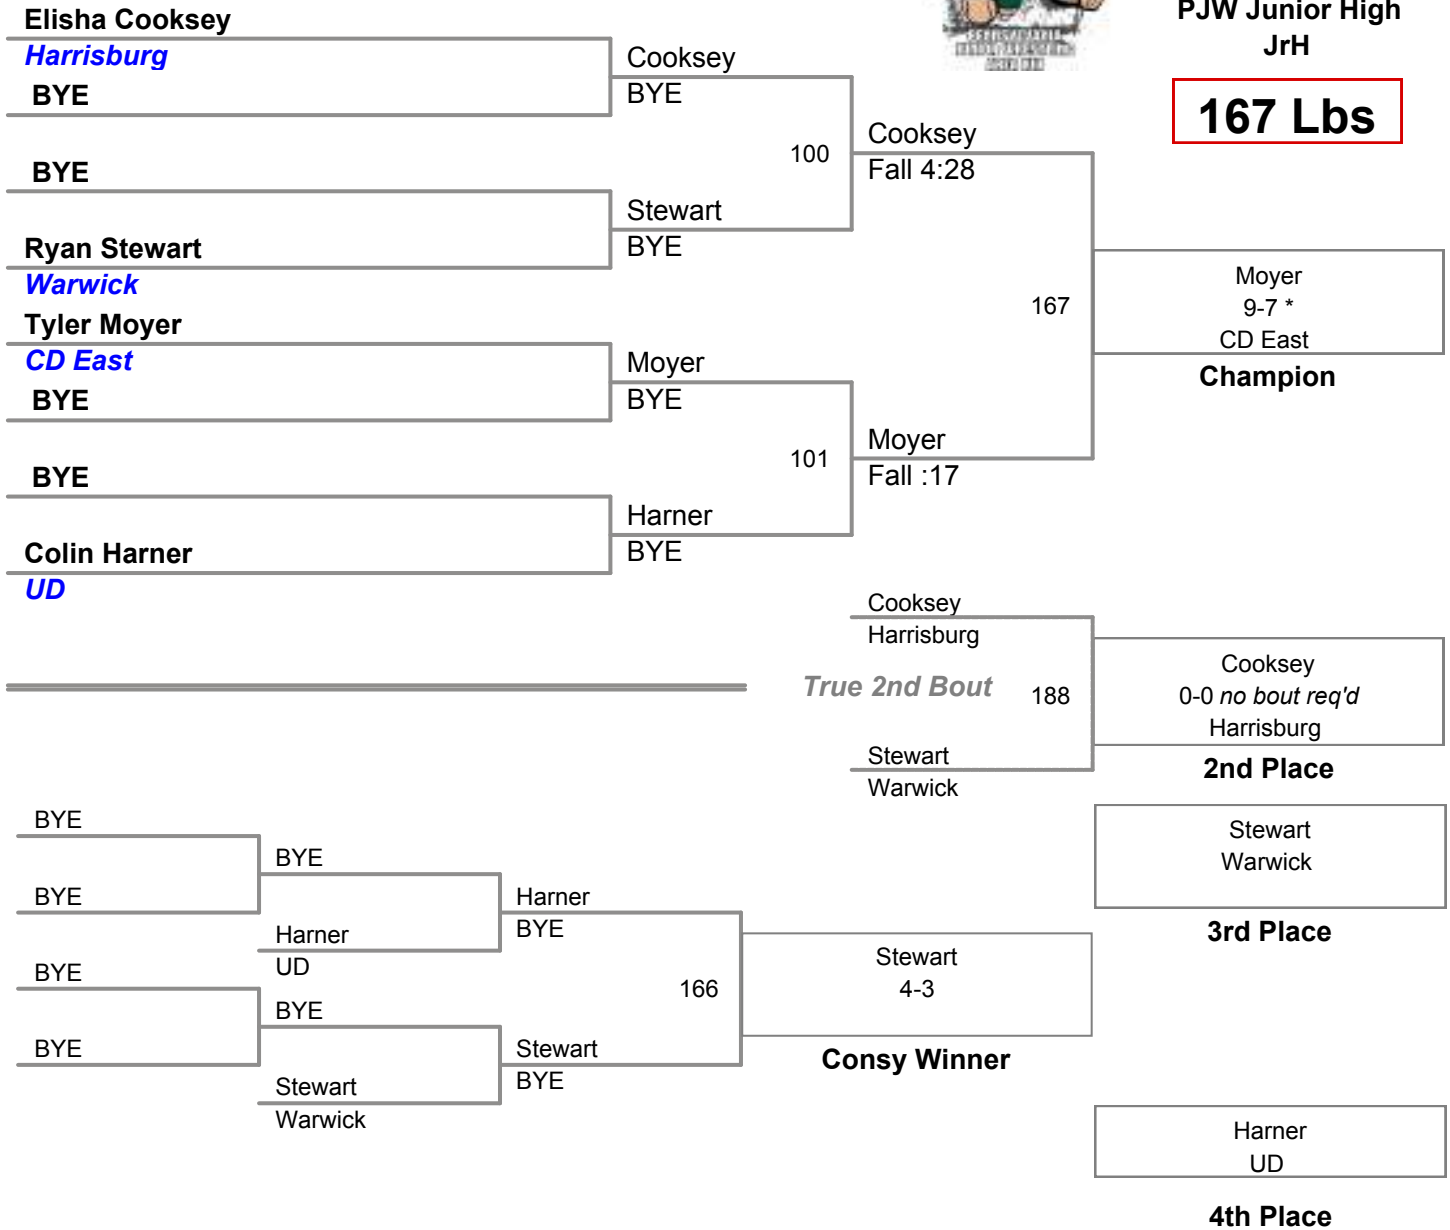 PJW Junior High
JrH
167 Lbs
Elisha Cooksey
Harrisburg
BYE
BYE
Ryan Stewart
Warwick
Tyler Moyer
CD East
BYE
BYE
Colin Harner
UD
Cooksey
BYE
100
Stewart
BYE
Moyer
BYE
101
Harner
BYE
Cooksey
Fall 4:28
167
Moyer
Fall :17
Moyer
9-7 *
CD East
Champion
Cooksey
Harrisburg
True 2nd Bout
188
Stewart
Warwick
Cooksey
0-0 no bout req'd
Harrisburg
2nd Place
Stewart
Warwick
3rd Place
BYE
BYE
BYE
BYE
BYE
Harner
UD
BYE
Stewart
Warwick
Harner
BYE
166
Stewart
BYE
Stewart
4-3
Consy Winner
Harner
UD
4th Place